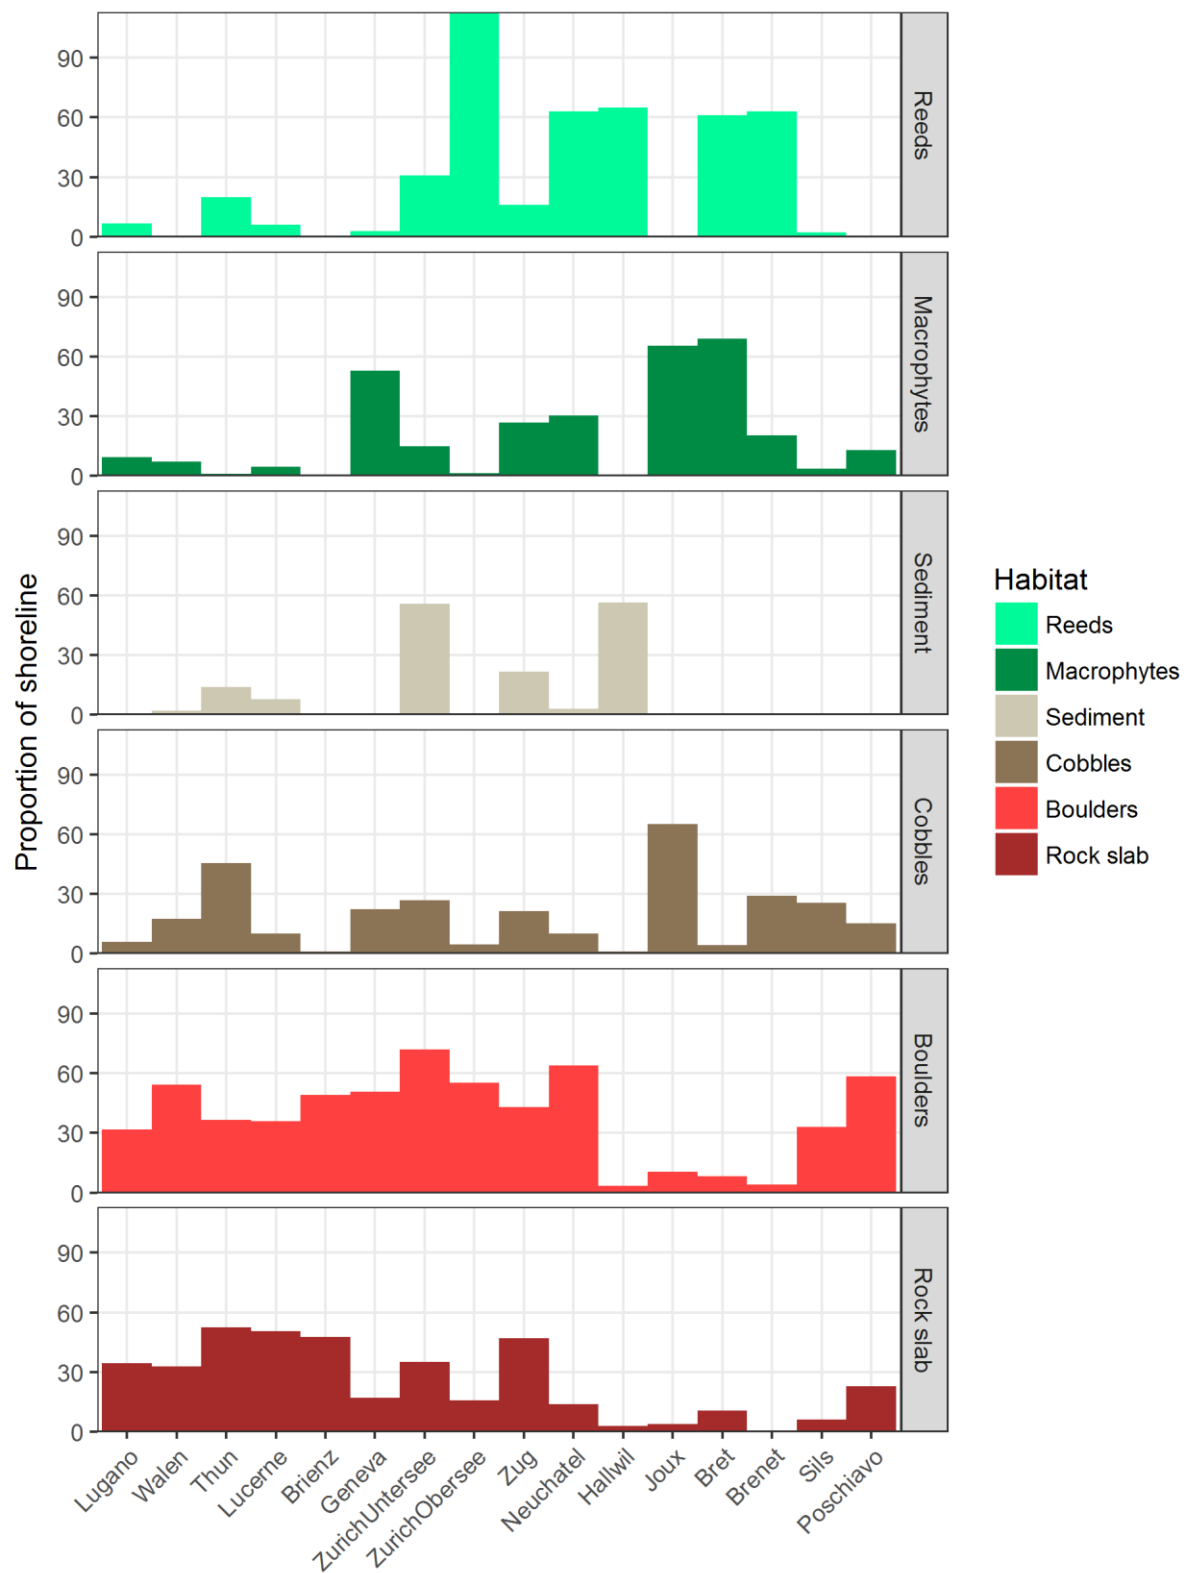 Proportion of shoreline
90
60
30
0
Reeds
90
60
30
0
Macrophytes
90
60
30
0
Sediment
90
60
30
0
Cobbles
90
60
30
0
Boulders
90
60
30
0
Rock slab
Lugano
Walen
Thun
Lucerne
Brienz
Geneva
ZurichUntersee
ZurichObersee
Zug
Neuchatel
Hallwil
Joux
Bret
Brenet
Sils
Poschiavo
Habitat
Reeds
Macrophytes
Sediment
Cobbles
Boulders
Rock slab